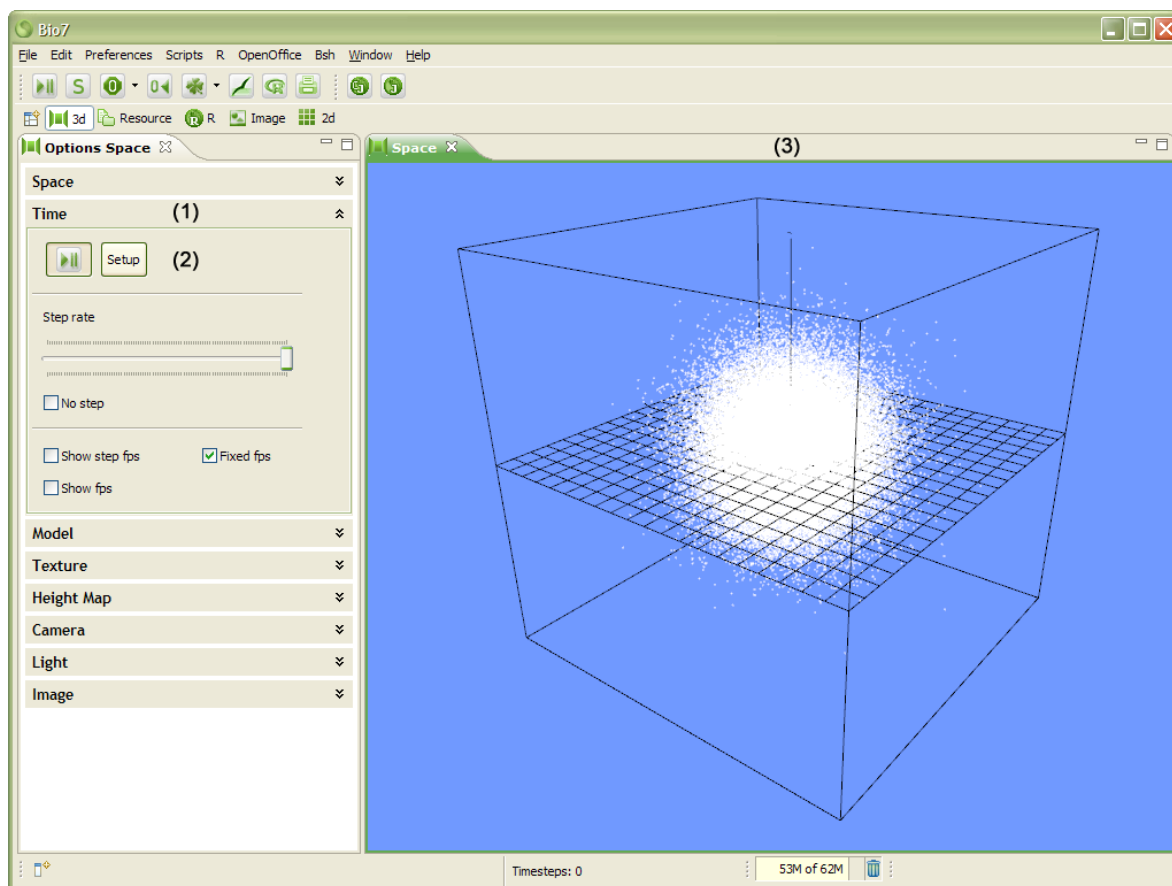 Bio7
File Edit Preferences Scripts R OpenOffice Bsh Window Help
3d Resource R Image 2d
Options Space
Space (3)
Space
Time (1)
Setup (2)
Step rate
No step
Show step fps Fixed fps
Show fps
Model
Texture
Height Map
Camera
Light
Image
Timesteps: 0 53M of 62M